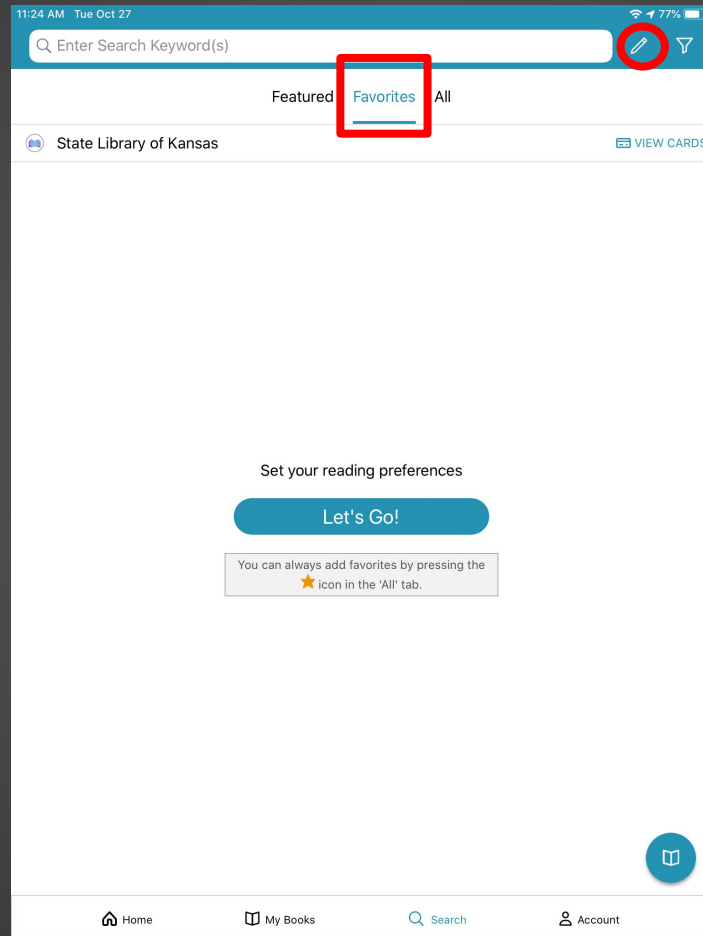 11:24 AM Tue Oct 27 77%
Enter Search Keyword(s)
Featured Favorites All
State Library of Kansas VIEW CARDS
Set your reading preferences
Let's Go!
You can always add favorites by pressing the
icon in the 'All' tab.
Home My Books Search Account